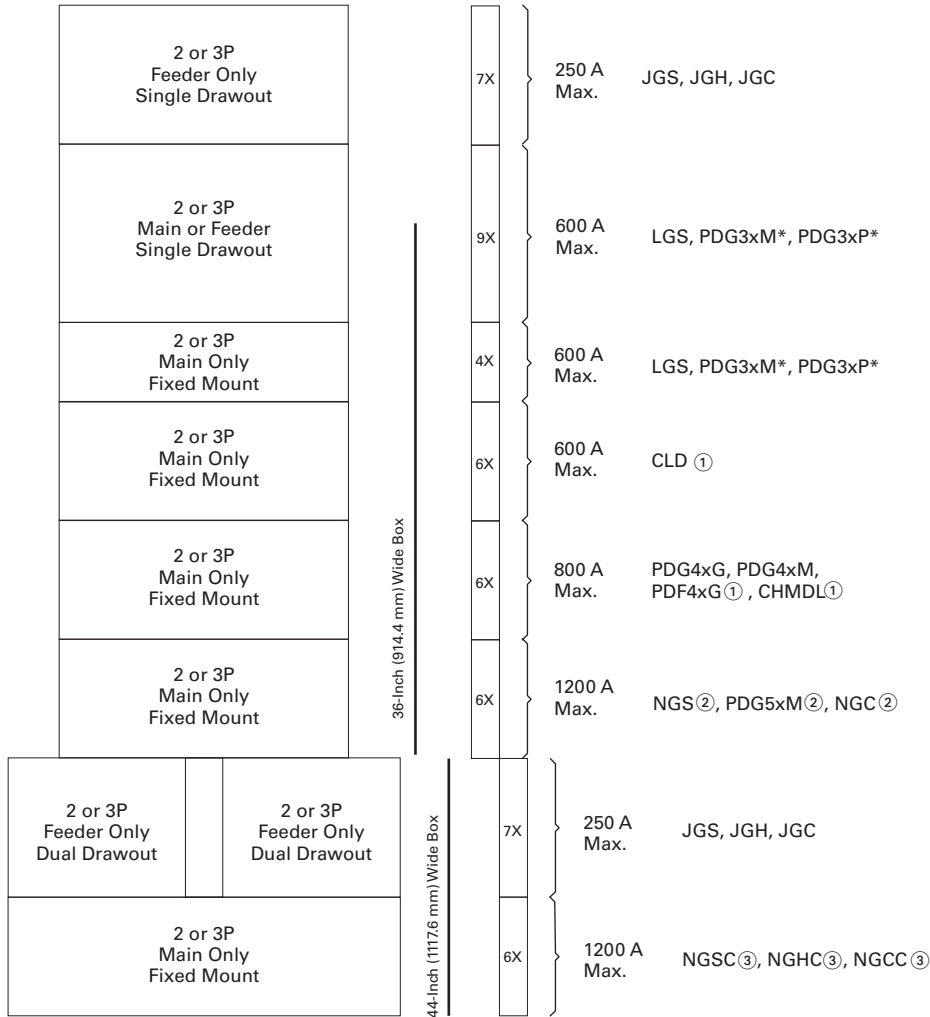 2 or 3P
Feeder Only
Single Drawout
7X
250 A
Max.
JGS, JGH, JGC
2 or 3P
Main or Feeder
Single Drawout
9X
600 A
Max.
LGS, PDG3xM*, PDG3xP*
2 or 3P
Main Only
Fixed Mount
4X
600 A
Max.
LGS, PDG3xM*, PDG3xP*
2 or 3P
Main Only
Fixed Mount
6X
600 A
Max.
CLD ①
2 or 3P
Main Only
Fixed Mount
6X
800 A
Max.
PDG4xG, PDG4xM,
PDF4xG① , CHMDL①
2 or 3P
Main Only
Fixed Mount
6X
1200 A
Max.
NGS②, PDG5xM②, NGC②
36-Inch (914.4 mm) Wide Box
2 or 3P
Feeder Only
Dual Drawout
2 or 3P
Feeder Only
Dual Drawout
7X
250 A
Max.
JGS, JGH, JGC
2 or 3P
Main Only
Fixed Mount
6X
1200 A
Max.
NGSC③, NGHC③, NGCC③
44-Inch (1117.6 mm) Wide Box